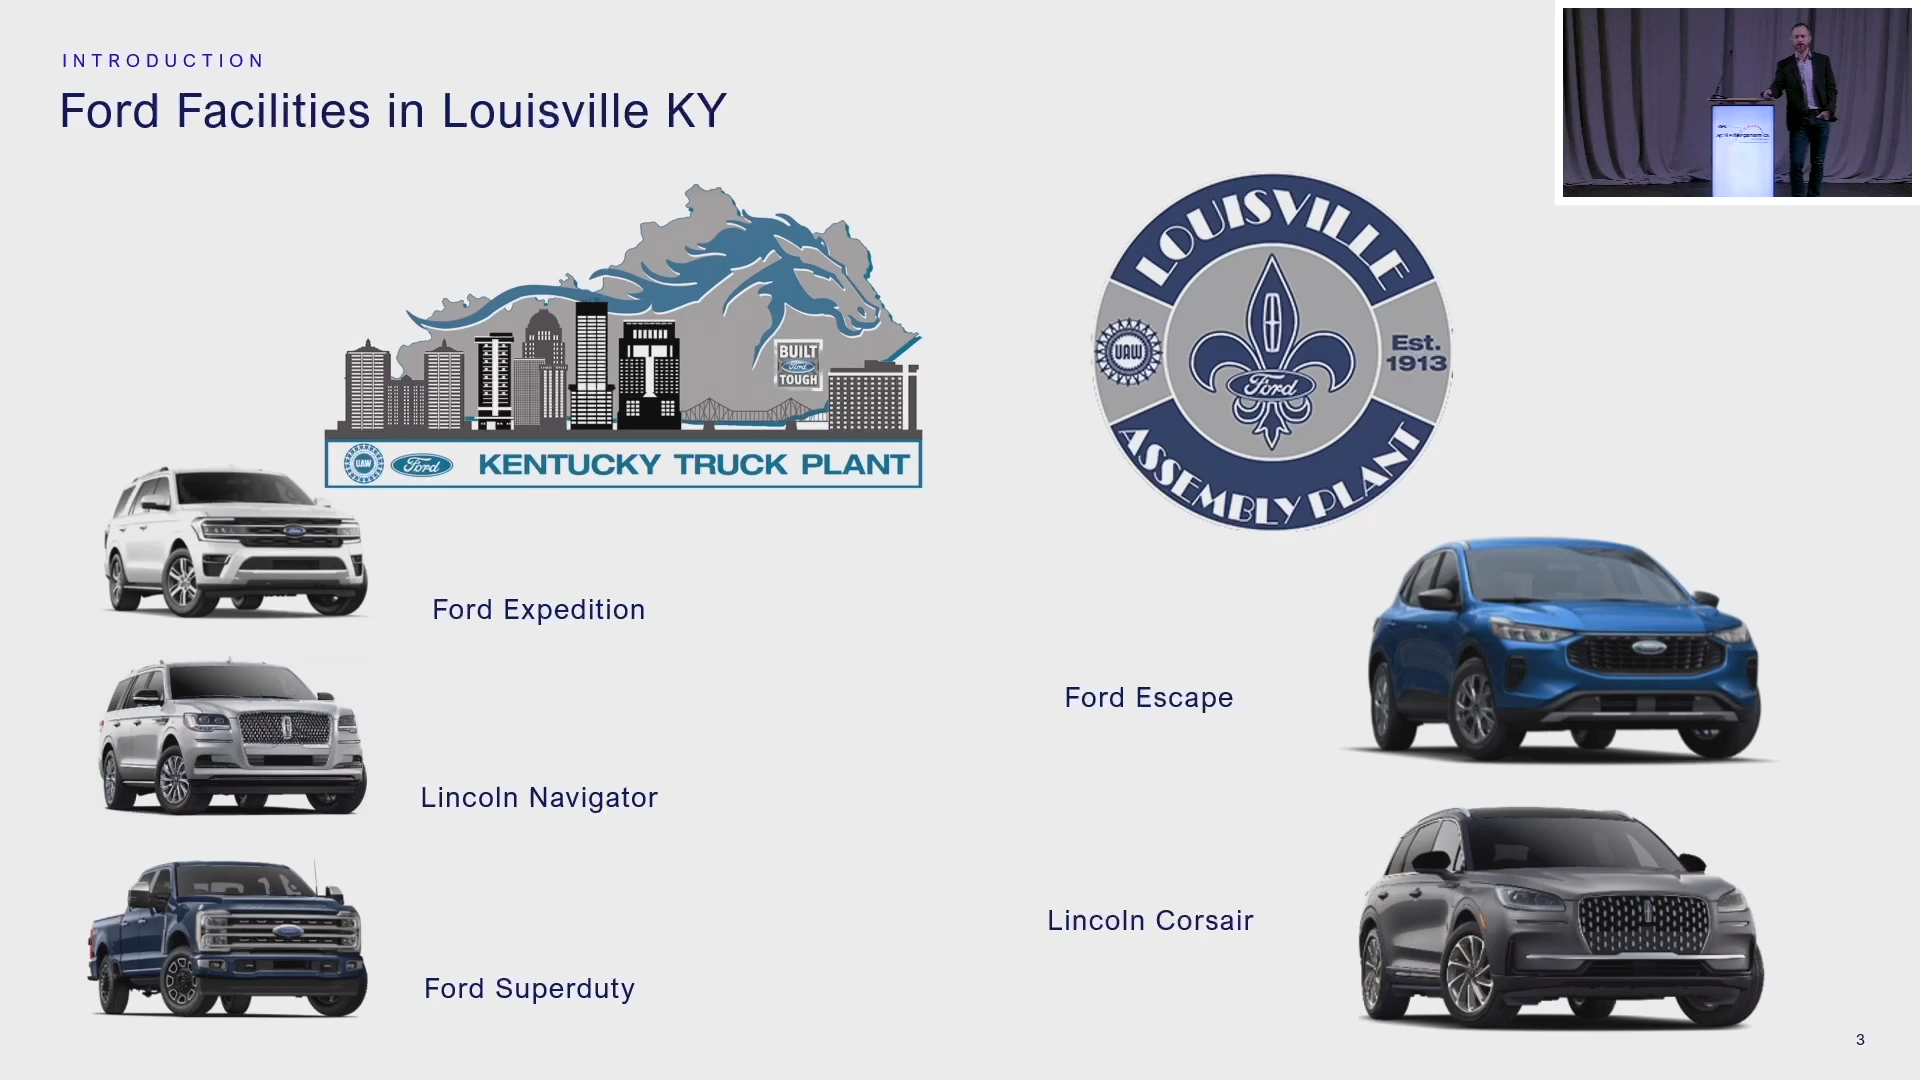 INTRODUCTION
Ford Facilities in Louisville KY
BUILT
Ford
TOUGH
UAW
Ford
KENTUCKY TRUCK PLANT
LOUISVILLE
UAW
Est.
1913
Ford
ASSEMBLY PLANT
Ford Expedition
Lincoln Navigator
Ford Superduty
Ford Escape
Lincoln Corsair
3